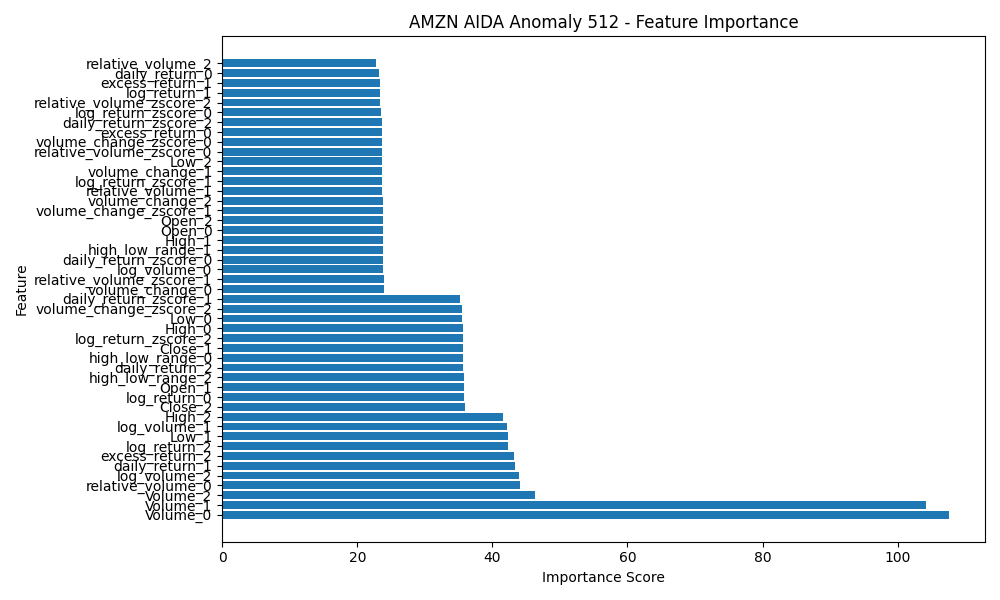 AMZN AIDA Anomaly 512 - Feature Importance
relative_volume_2
daily_return_0
excess_return_1
log_return_1
relative_volume_zscore_2
log_return_zscore_0
daily_return_zscore_2
excess_return_0
volume_change_zscore_0
relative_volume_zscore_0
Low_2
volume_change_1
log_return_zscore_1
relative_volume_1
volume_change_2
volume_change_zscore_1
Open_2
Open_0
High_1
high_low_range_1
daily_return_zscore_0
log_volume_0
relative_volume_zscore_1
volume_change_0
daily_return_zscore_1
volume_change_zscore_2
Low_0
High_0
log_return_zscore_2
Close_1
high_low_range_0
daily_return_2
high_low_range_2
Open_1
log_return_0
Close_2
High_2
log_volume_1
Low_1
log_return_2
excess_return_2
daily_return_1
log_volume_2
relative_volume_0
Volume_2
Volume_1
Volume_0
Feature
0 20 40 60 80 100
Importance Score